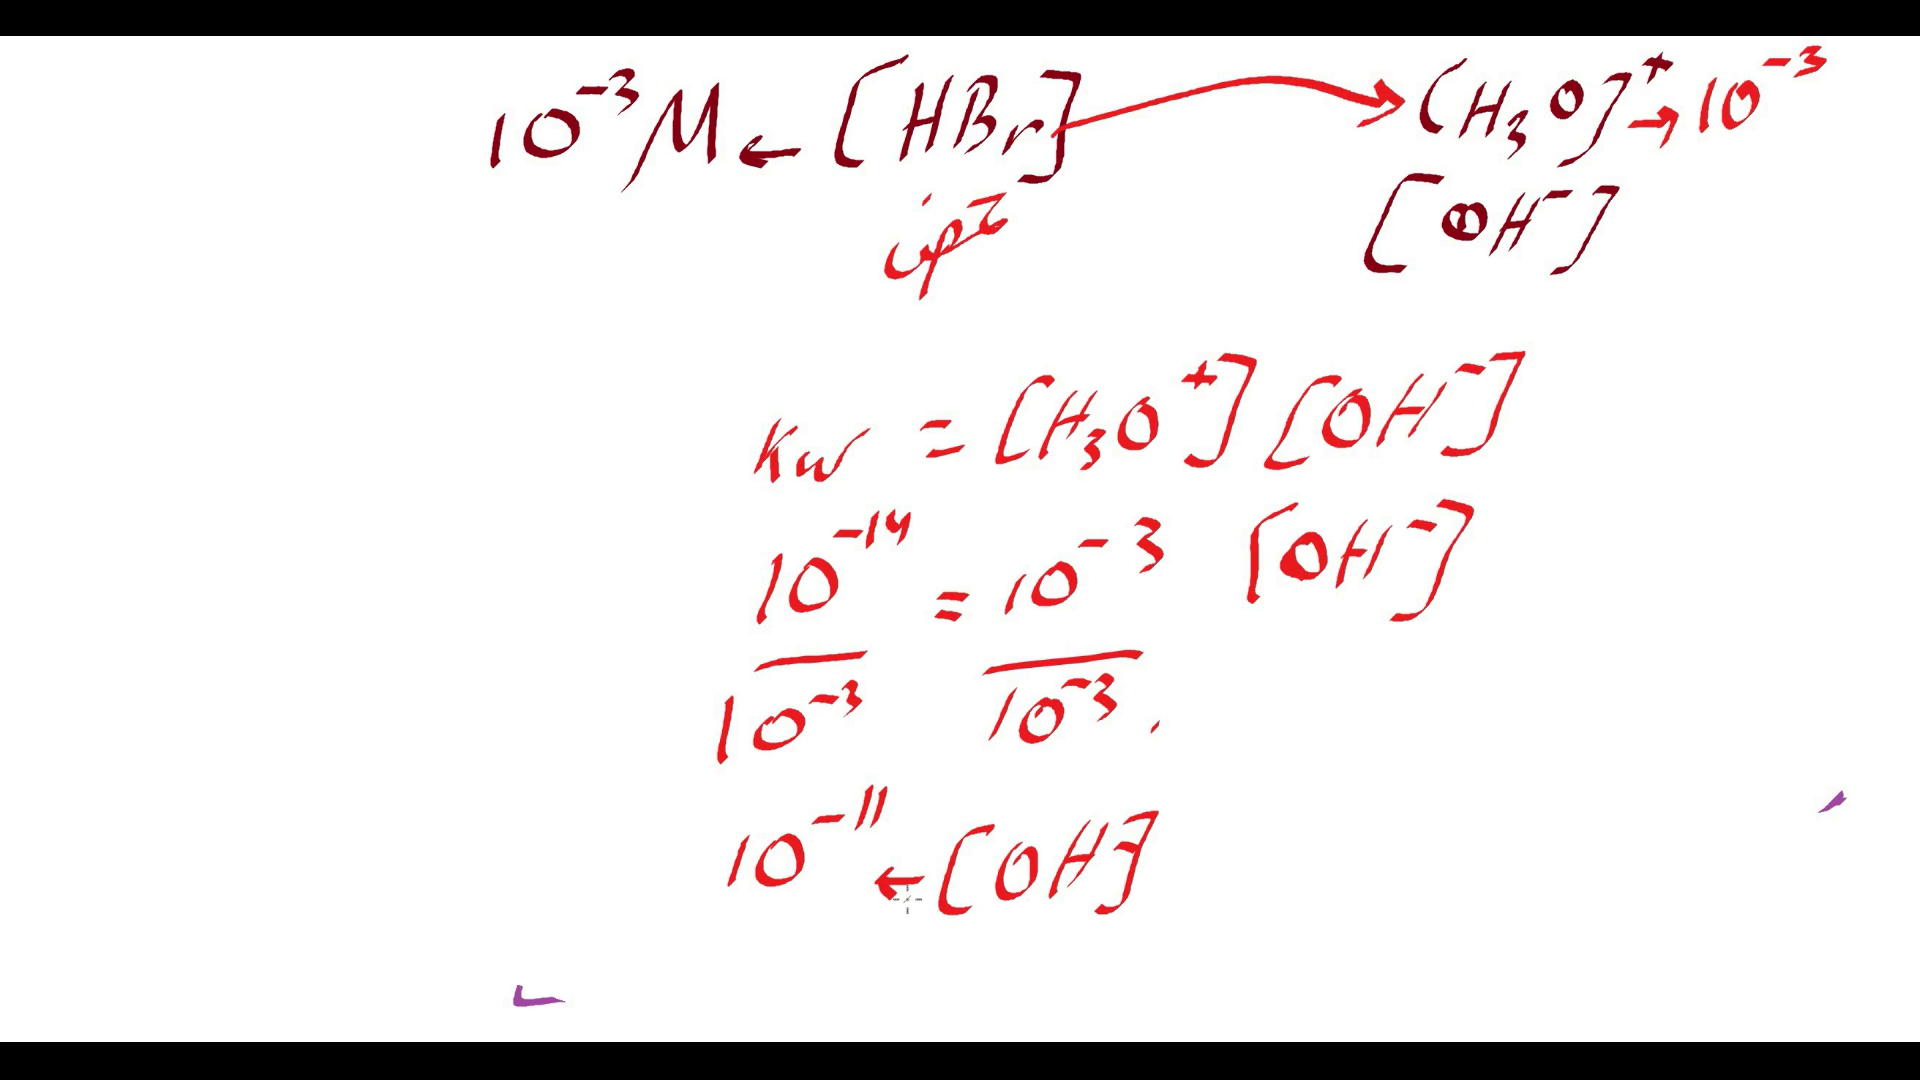 10⁻³M ← [HBr] → [H₃O]⁺ → 10⁻³
[OH⁻]
Kw = [H₃O⁺] [OH⁻]
10⁻¹⁴ = 10⁻³ [OH⁻]
10⁻³ 10⁻³
10⁻¹¹ ← [OH⁻]